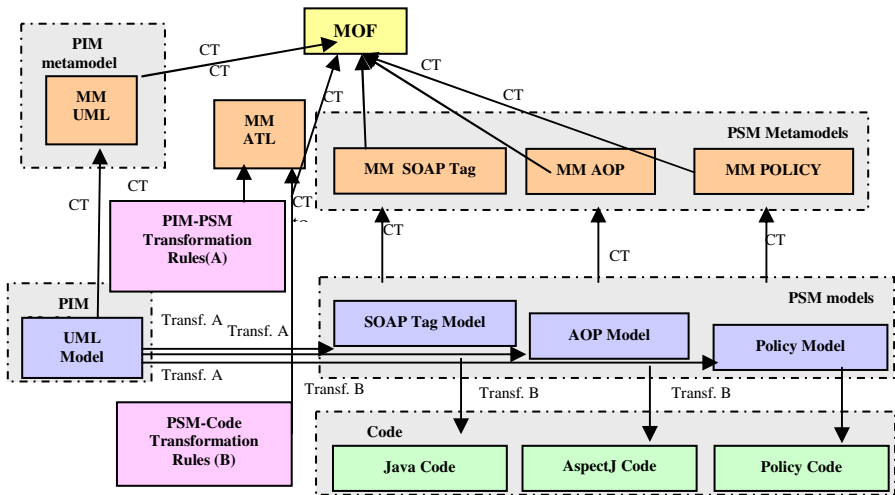 MOF
PIM
metamodel
CT
CT
MM
UML
MM
ATL
CT
CT
PSM Metamodels
MM SOAP Tag
MM AOP
MM POLICY
CT
CT
CT
PIM-PSM
Transformation
Rules(A)
CT
CT
CT
PIM
UML
Model
Transf. A
Transf. A
Transf. A
PSM models
SOAP Tag Model
AOP Model
Policy Model
Transf. B
Transf. B
Transf. B
PSM-Code
Transformation
Rules (B)
Code
Java Code
AspectJ Code
Policy Code